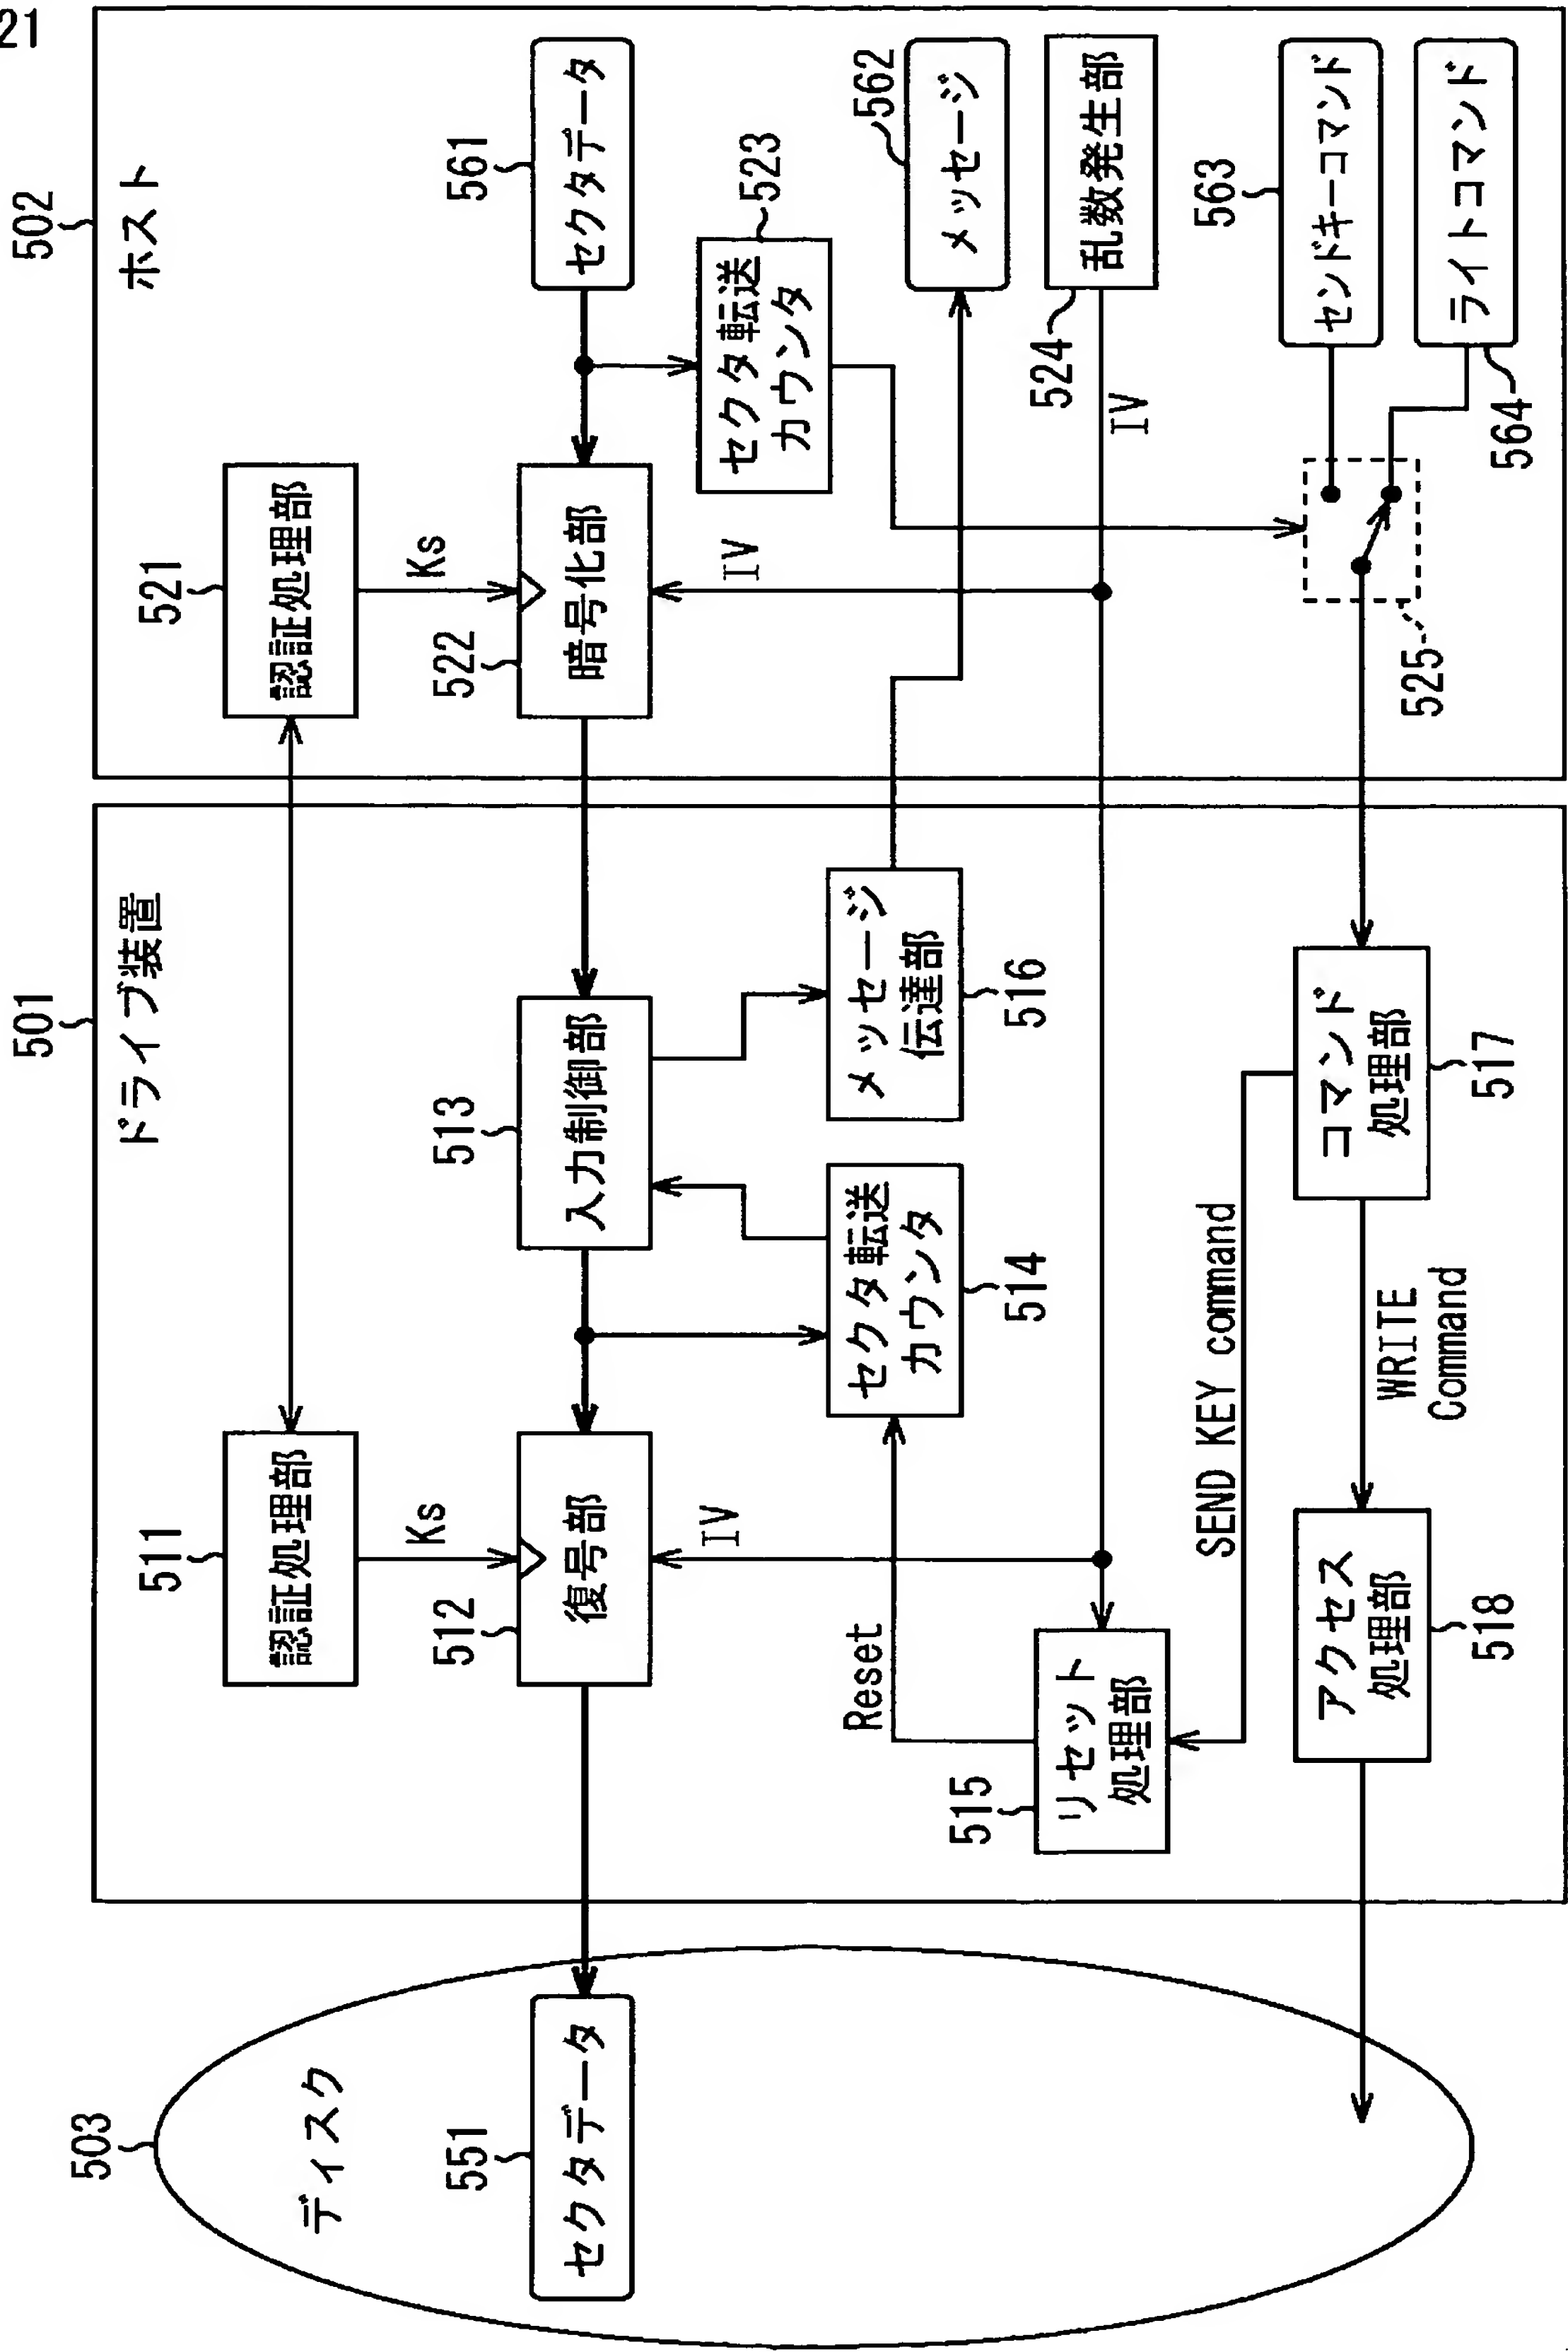 21
503
ディスク
551
セクタデータ
501
ドライブ装置
511
認証処理部
Ks
512
復号部
IV
513
入力制御部
514
セクタ転送
カウンタ
516
メッセージ
伝達部
Reset
515
リセット
処理部
SEND KEY command
517
コマンド
処理部
WRITE
Command
518
アクセス
処理部
502
ホスト
521
認証処理部
Ks
522
暗号化部
IV
561
セクタデータ
523
セクタ転送
カウンタ
562
メッセージ
524
乱数発生部
IV
563
センドキーコマンド
ライトコマンド
564
525